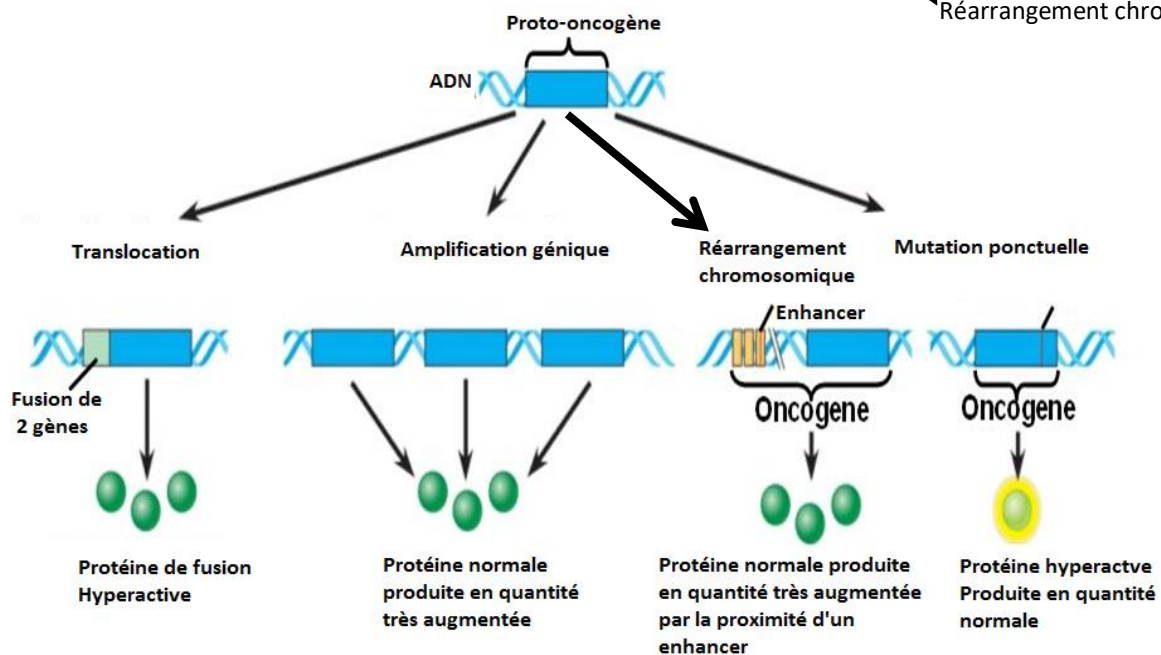 Réarrangement chro
Proto-oncogène
ADN
Translocation
Amplification génique
Réarrangement
chromosomique
Mutation ponctuelle
Enhancer
Fusion de
2 gènes
Oncogene
Oncogene
Protéine de fusion
Hyperactive
Protéine normale
produite en quantité
très augmentée
Protéine normale produite
en quantité très augmentée
par la proximité d'un
enhancer
Protéine hyperactve
Produite en quantité
normale